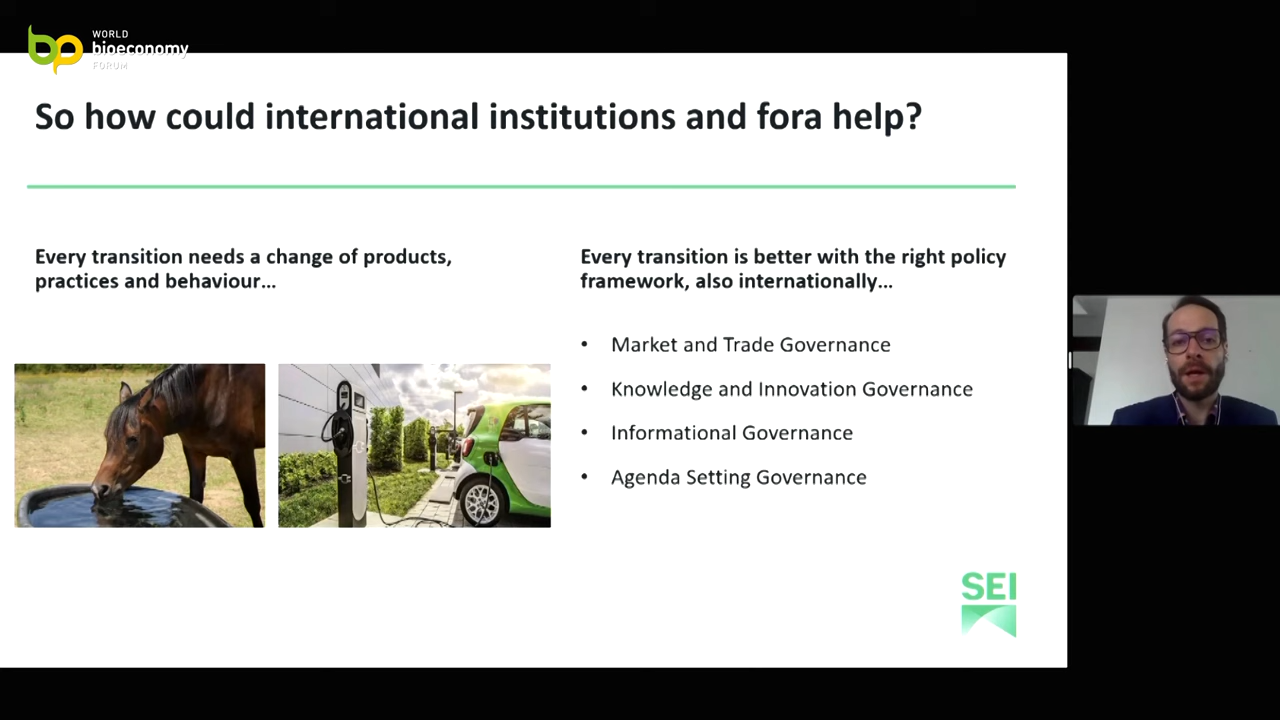 WORLD
bioeconomy
FORUM
So how could international institutions and fora help?
Every transition needs a change of products,
practices and behaviour...
Every transition is better with the right policy
framework, also internationally...
• Market and Trade Governance
• Knowledge and Innovation Governance
• Informational Governance
• Agenda Setting Governance
SEI